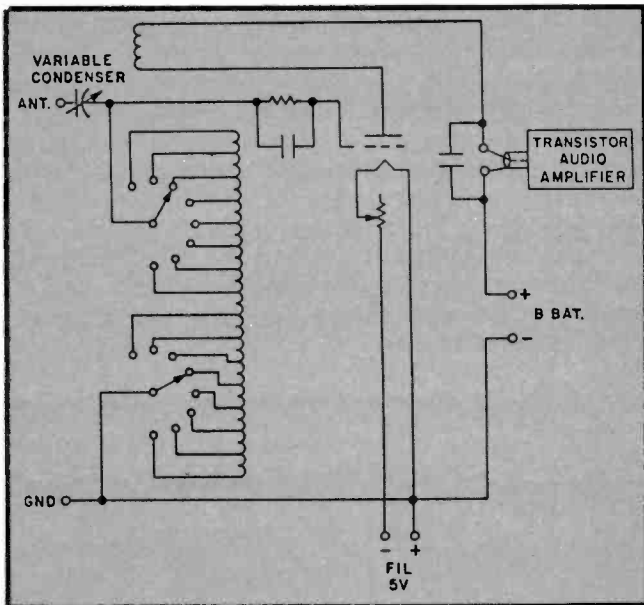 VARIABLE
CONDENSER
ANT.
TRANSISTOR
AUDIO
AMPLIFIER
+
B BAT.
-
GND
- +
FIL
5V